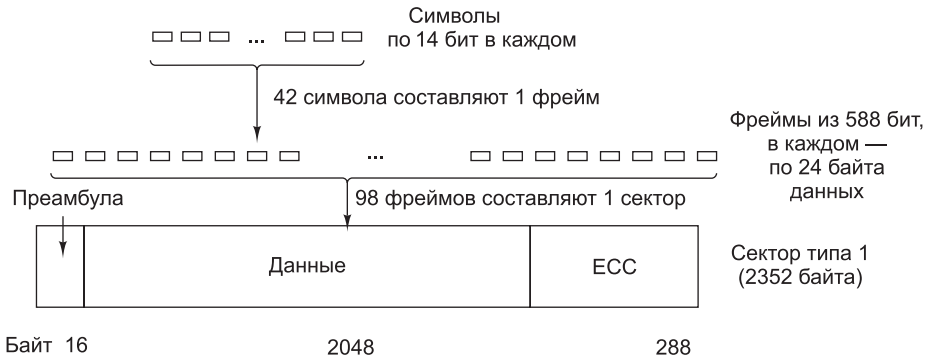 Символы
по 14 бит в каждом
...
42 символа составляют 1 фрейм
Фреймы из 588 бит,
в каждом —
по 24 байта
данных
...
Преамбула
98 фреймов составляют 1 сектор
Данные
ECC
Сектор типа 1
(2352 байта)
Байт 16
2048
288